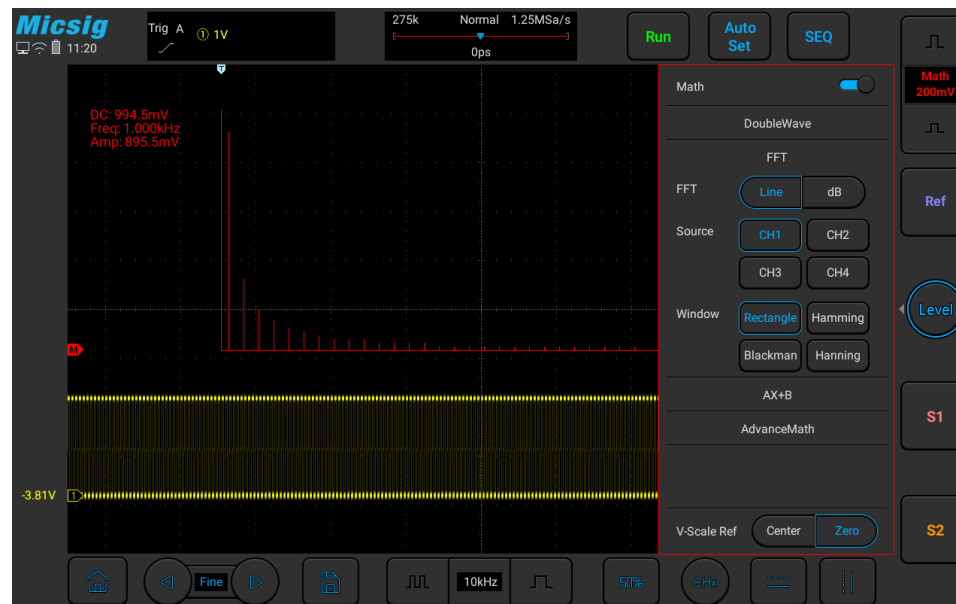 Micsig
11:20
Trig A
① 1V
275k Normal 1.25MSa/s
0ps
Run
Auto Set
SEQ
Math
200mV
T
DC: 994.5mV
Freq: 1.000kHz
Amp: 895.5mV
Math
DoubleWave
FFT
FFT Line dB
Source CH1 CH2
CH3 CH4
Window Rectangle Hamming
Blackman Hanning
AX+B
AdvanceMath
V-Scale Ref Center Zero
Ref
Level
S1
S2
M
-3.81V 1
Fine
10kHz
50%
CHx